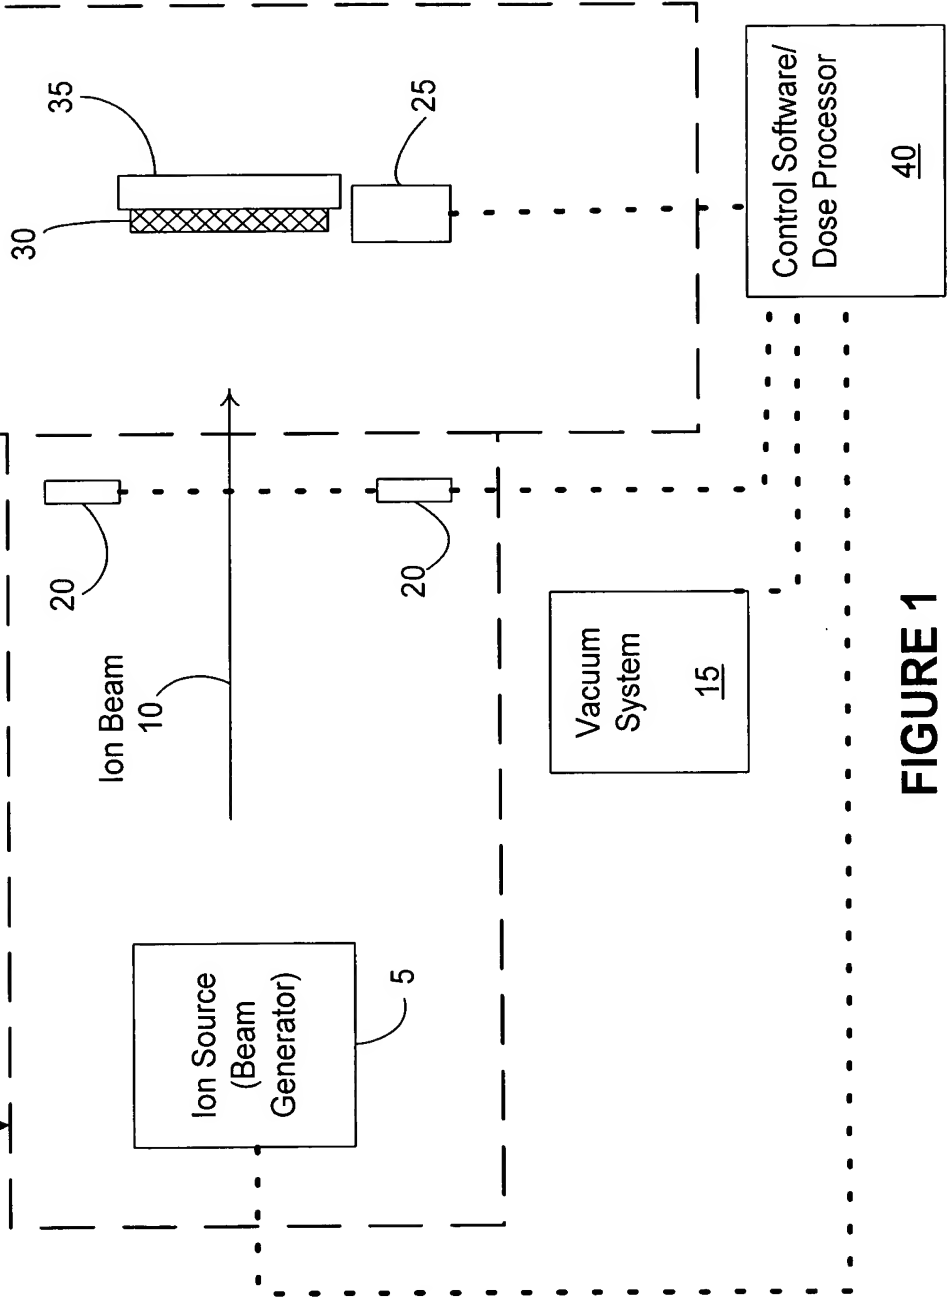 35
30
25
20
20
Ion Beam
10
Ion Source
(Beam
Generator)
5
Vacuum
System
15
Control Software/
Dose Processor
40
FIGURE 1